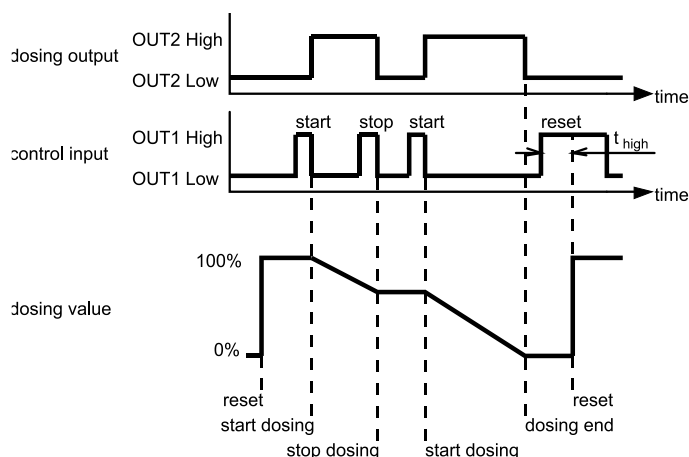 OUT2 High
dosing output
OUT2 Low
time
start stop start reset
OUT1 High
t high
control input
OUT1 Low
time
100%
dosing value
0%
reset reset
start dosing dosing end
stop dosing start dosing